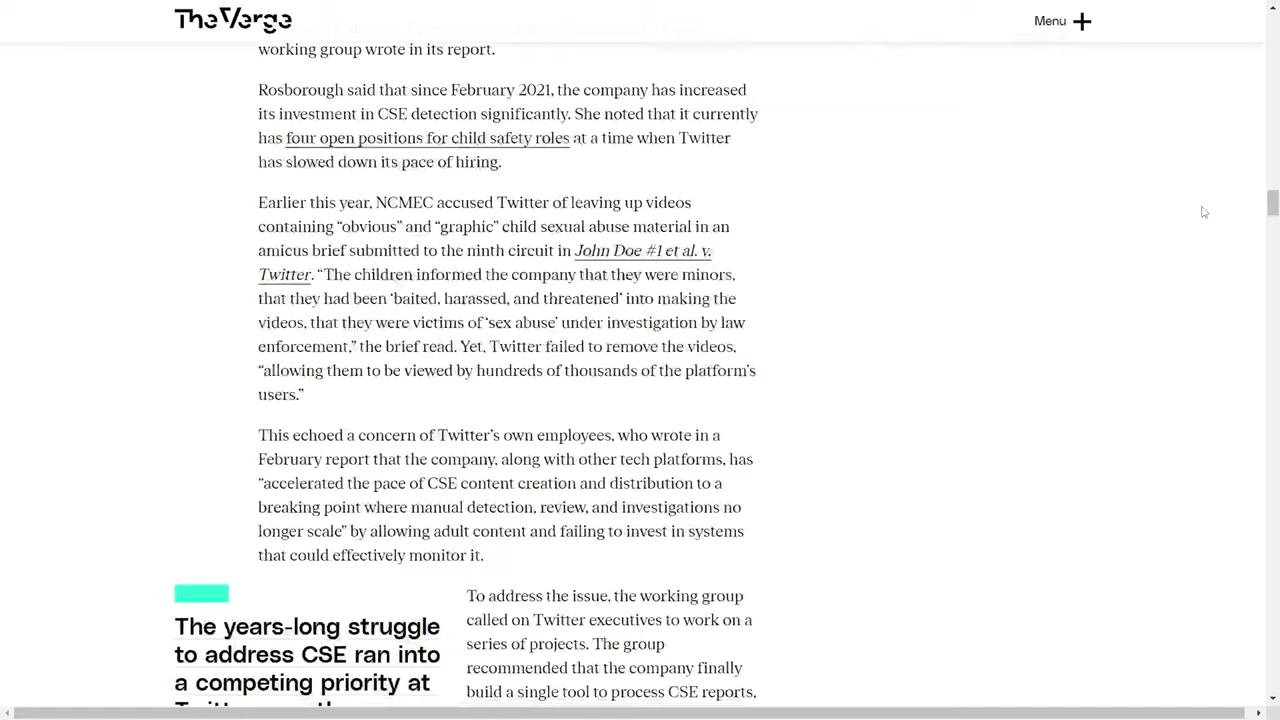 TheVerge
Menu
working group wrote in its report.
Rosborough said that since February 2021, the company has increased
its investment in CSE detection significantly. She noted that it currently
has four open positions for child safety roles at a time when Twitter
has slowed down its pace of hiring.
Earlier this year, NCMEC accused Twitter of leaving up videos
containing “obvious” and “graphic” child sexual abuse material in an
amicus brief submitted to the ninth circuit in John Doe #1 et al. v.
Twitter. “The children informed the company that they were minors,
that they had been ‘baited, harassed, and threatened’ into making the
videos, that they were victims of ‘sex abuse’ under investigation by law
enforcement,” the brief read. Yet, Twitter failed to remove the videos,
“allowing them to be viewed by hundreds of thousands of the platform’s
users.”
This echoed a concern of Twitter’s own employees, who wrote in a
February report that the company, along with other tech platforms, has
“accelerated the pace of CSE content creation and distribution to a
breaking point where manual detection, review, and investigations no
longer scale” by allowing adult content and failing to invest in systems
that could effectively monitor it.
The years-long struggle
to address CSE ran into
a competing priority at
To address the issue, the working group
called on Twitter executives to work on a
series of projects. The group
recommended that the company finally
build a single tool to process CSE reports,